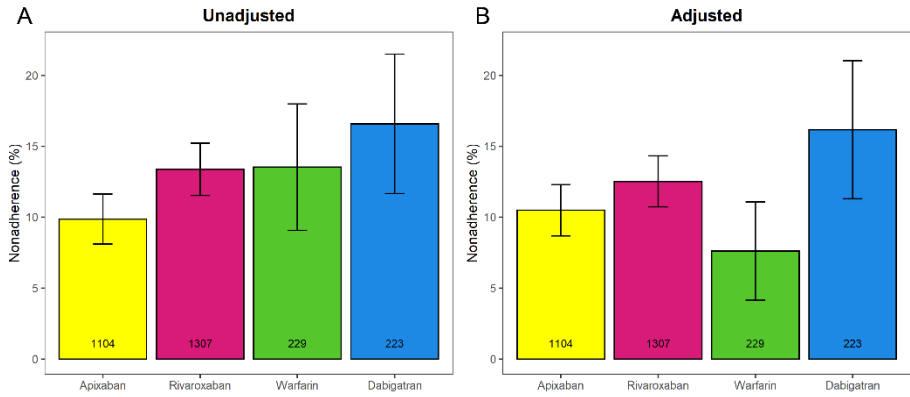 A
Unadjusted
Nonadherence (%)
20
15
10
5
0
1104
1307
229
223
Apixaban
Rivaroxaban
Warfarin
Dabigatran
B
Adjusted
Nonadherence (%)
20
15
10
5
0
1104
1307
229
223
Apixaban
Rivaroxaban
Warfarin
Dabigatran